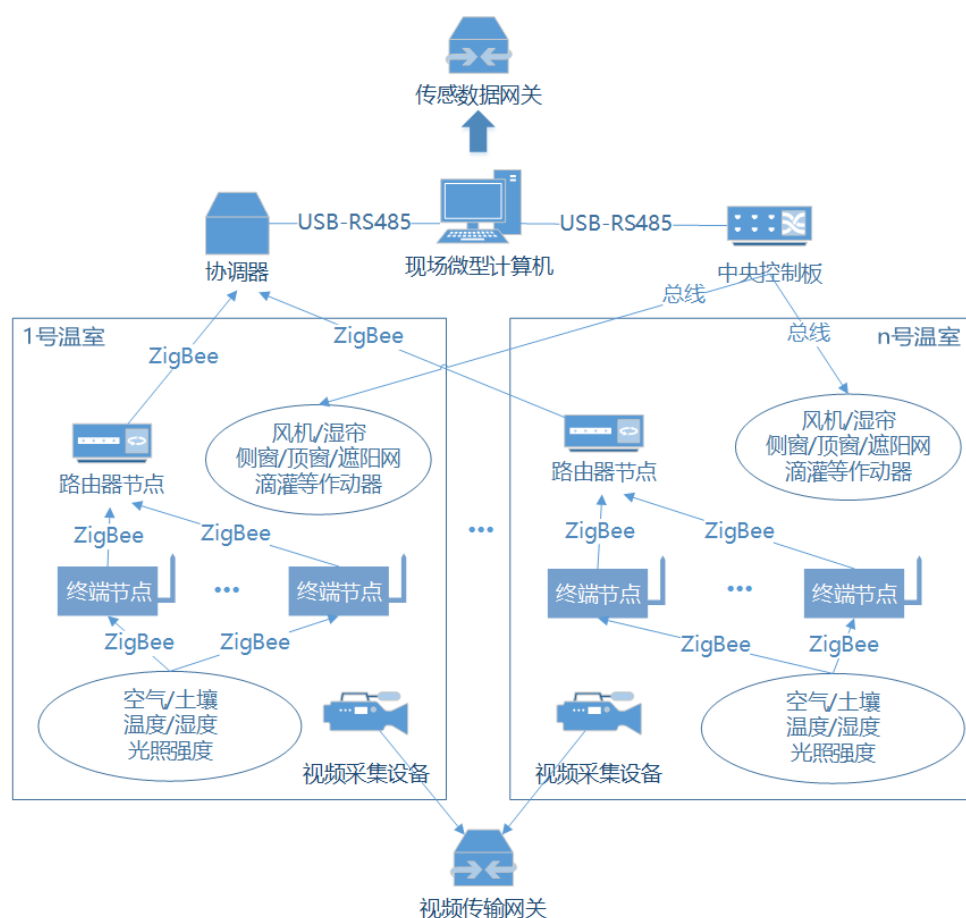 传感数据网关
USB-RS485
USB-RS485
协调器
现场微型计算机
中央控制板
总线
1号温室
ZigBee
ZigBee
总线
n号温室
风机/湿帘
侧窗/顶窗/遮阳网
滴灌等作动器
风机/湿帘
侧窗/顶窗/遮阳网
滴灌等作动器
路由器节点
路由器节点
...
ZigBee
ZigBee
ZigBee
ZigBee
终端节点
...
终端节点
终端节点
...
终端节点
ZigBee
ZigBee
ZigBee
ZigBee
空气/土壤
温度/湿度
光照强度
空气/土壤
温度/湿度
光照强度
视频采集设备
视频采集设备
视频传输网关